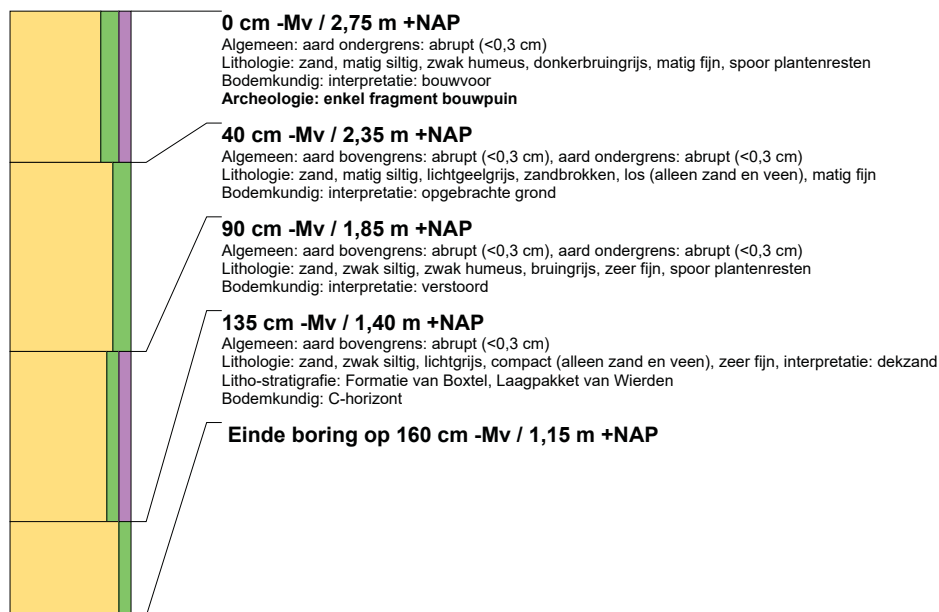 0 cm -Mv / 2,75 m +NAP
Algemeen: aard ondergrens: abrupt (<0,3 cm)
Lithologie: zand, matig siltig, zwak humeus, donkerbruingrijs, matig fijn, spoor plantenresten
Bodemkundig: interpretatie: bouwvoor
Archeologie: enkel fragment bouwpuin
40 cm -Mv / 2,35 m +NAP
Algemeen: aard bovengrens: abrupt (<0,3 cm), aard ondergrens: abrupt (<0,3 cm)
Lithologie: zand, matig siltig, lichtgeelgrijs, zandbrokken, los (alleen zand en veen), matig fijn
Bodemkundig: interpretatie: opgebrachte grond
90 cm -Mv / 1,85 m +NAP
Algemeen: aard bovengrens: abrupt (<0,3 cm), aard ondergrens: abrupt (<0,3 cm)
Lithologie: zand, zwak siltig, zwak humeus, bruingrijs, zeer fijn, spoor plantenresten
Bodemkundig: interpretatie: verstoord
135 cm -Mv / 1,40 m +NAP
Algemeen: aard bovengrens: abrupt (<0,3 cm)
Lithologie: zand, zwak siltig, lichtgrijs, compact (alleen zand en veen), zeer fijn, interpretatie: dekzand
Litho-stratigrafie: Formatie van Boxtel, Laagpakket van Wierden
Bodemkundig: C-horizont
Einde boring op 160 cm -Mv / 1,15 m +NAP